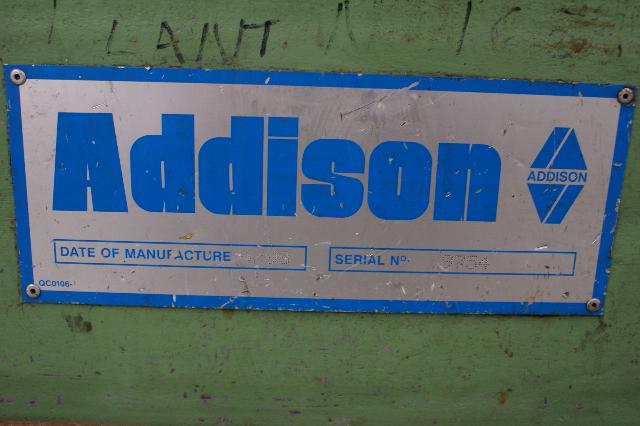 Addison
ADDISON
DATE OF MANUFACTURE
SERIAL Nº.
QC0106-